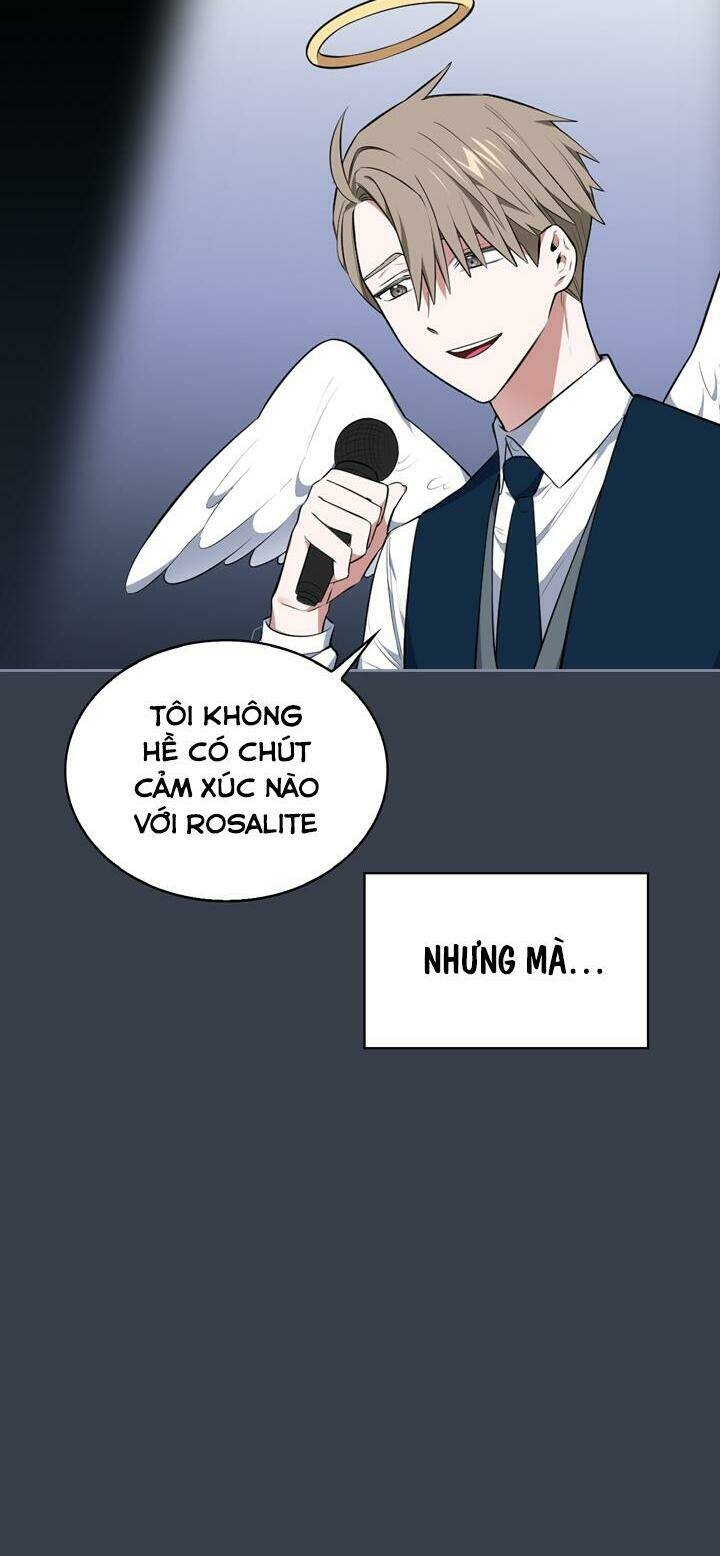 TÔI KHÔNG
HỀ CÓ CHÚT
CẢM XÚC NÀO
VỚI ROSALITE
NHƯNG MÀ...